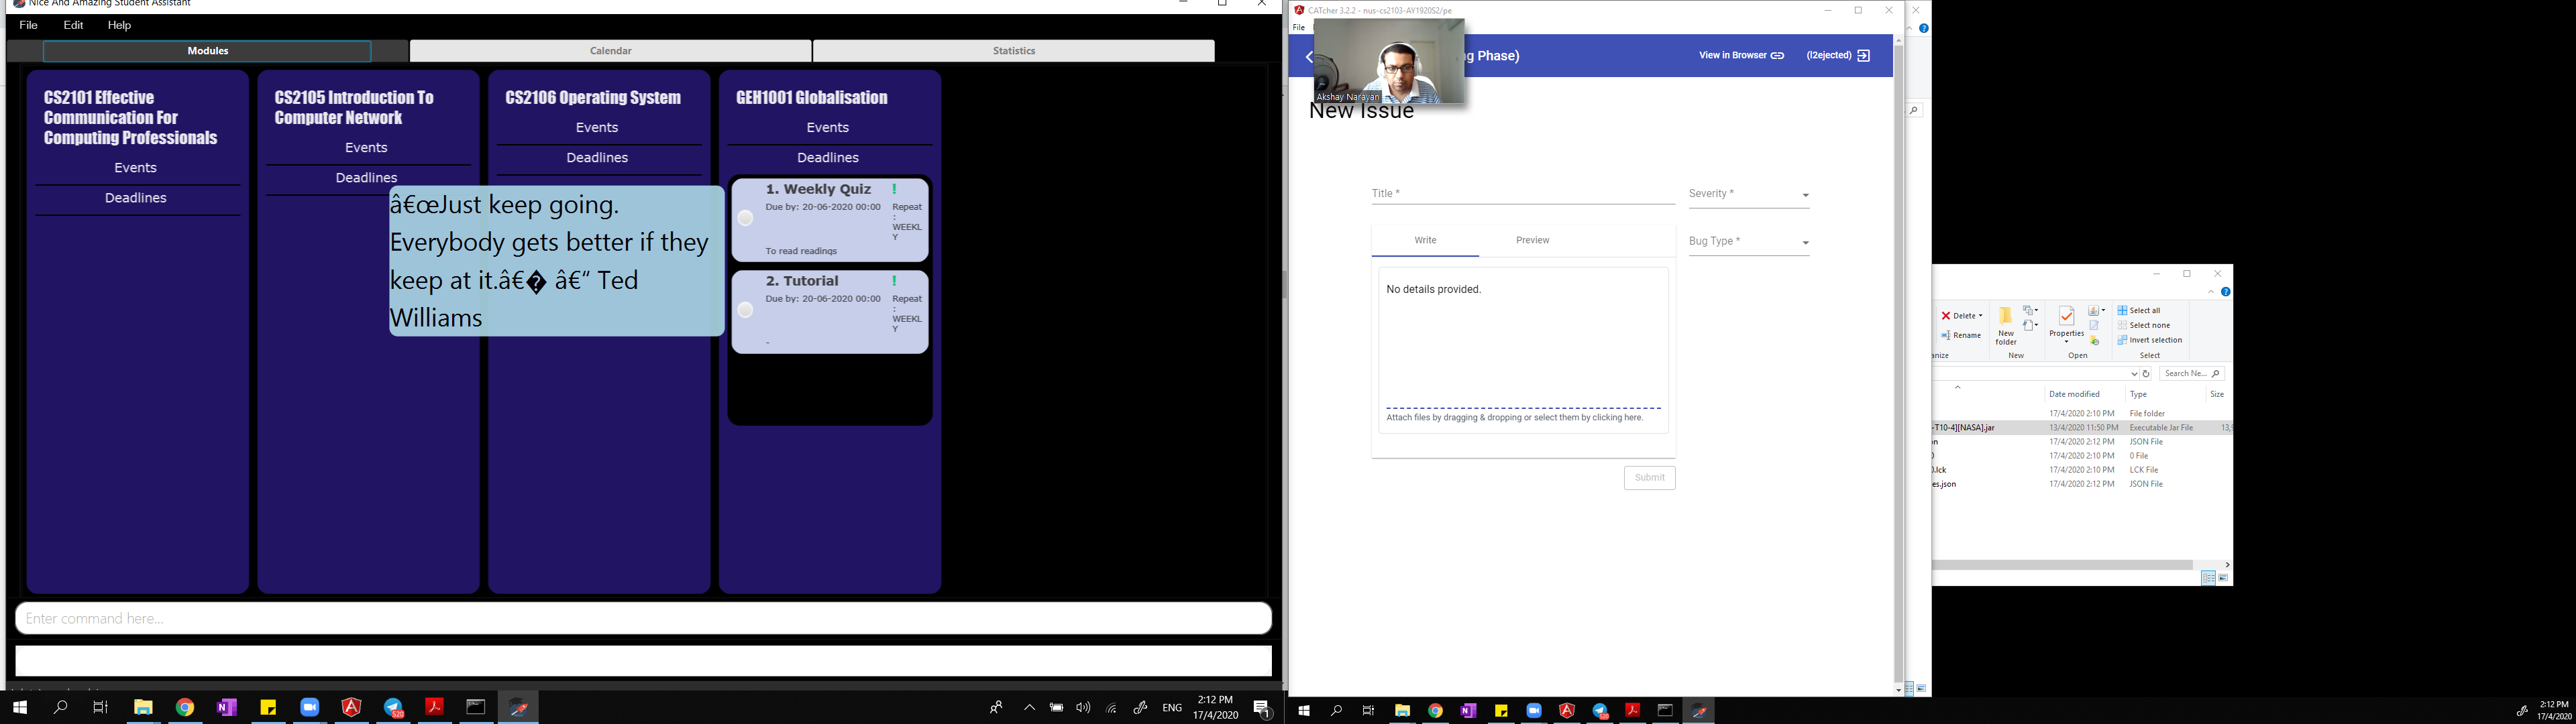 Nice And Amazing Student Assistant
File Edit Help
Modules Calendar Statistics
CS2101 Effective
Communication For
Computing Professionals
Events
Deadlines
CS2105 Introduction To
Computer Network
Events
Deadlines
CS2106 Operating System
Events
Deadlines
GEH1001 Globalisation
Events
Deadlines
1. Weekly Quiz !
Due by: 20-06-2020 00:00 Repeat
:
WEEKL
Y
To read readings
2. Tutorial !
Due by: 20-06-2020 00:00 Repeat
:
WEEKL
Y
-
â€œJust keep going.
Everybody gets better if they
keep at it.â€� â€“ Ted
Williams
Enter command here...
520
ENG
2:12 PM
17/4/2020
1
CATcher 3.2.2 - nus-cs2103-AY1920S2/pe
File
g Phase)
View in Browser
(l2ejected)
Akshay Narayan
New Issue
Title *
Severity *
Write Preview
Bug Type *
No details provided.
Attach files by dragging & dropping or select them by clicking here.
Submit
Delete
Rename
New
folder
Properties
Select all
Select none
Invert selection
anize New Open Select
Search Ne...
Date modified Type Size
17/4/2020 2:10 PM File folder
-T10-4][NASA].jar 13/4/2020 11:50 PM Executable Jar File 13,9
on 17/4/2020 2:12 PM JSON File
17/4/2020 2:10 PM 0 File
.lck 17/4/2020 2:10 PM LCK File
es.json 17/4/2020 2:12 PM JSON File
2:12 PM
17/4/2020